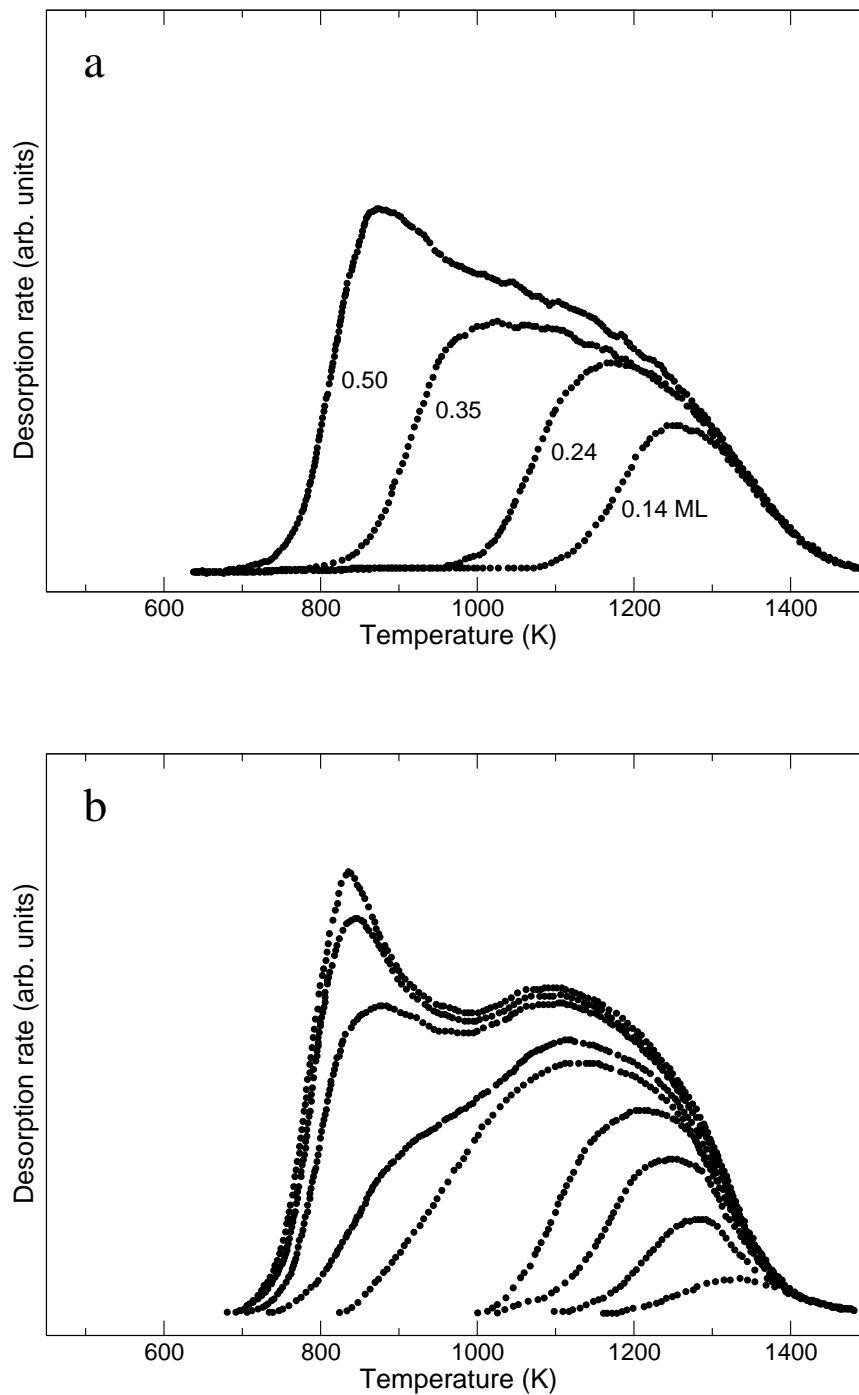 a
Desorption rate (arb. units)
0.50
0.35
0.24
0.14 ML
600 800 1000 1200 1400
Temperature (K)
b
Desorption rate (arb. units)
600 800 1000 1200 1400
Temperature (K)